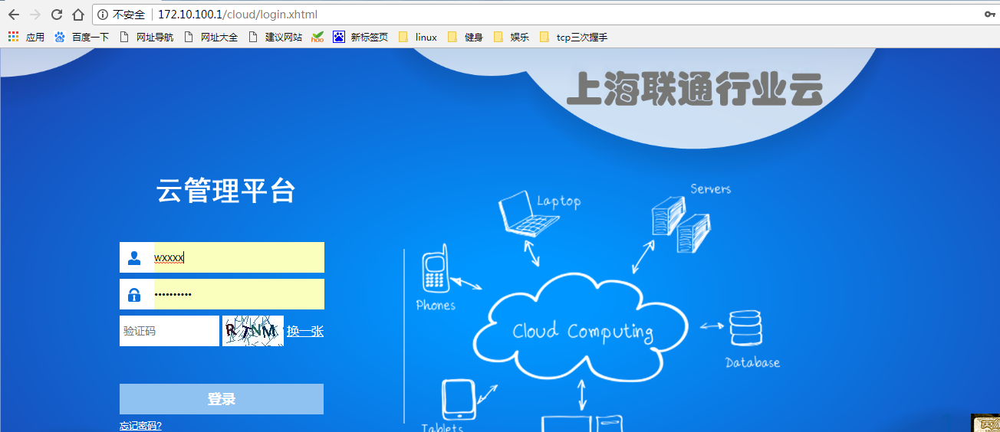 不安全 172.10.100.1/cloud/login.xhtml
应用 百度一下 网址导航 网址大全 建议网站 hao 新标签页 linux 健身 娱乐 tcp三次握手
上海联通行业云
云管理平台
wxxxx
••••••••••
验证码 RTNM 换一张
登录
忘记密码?
Laptop
Servers
Phones
Cloud Computing
Database
Tablets